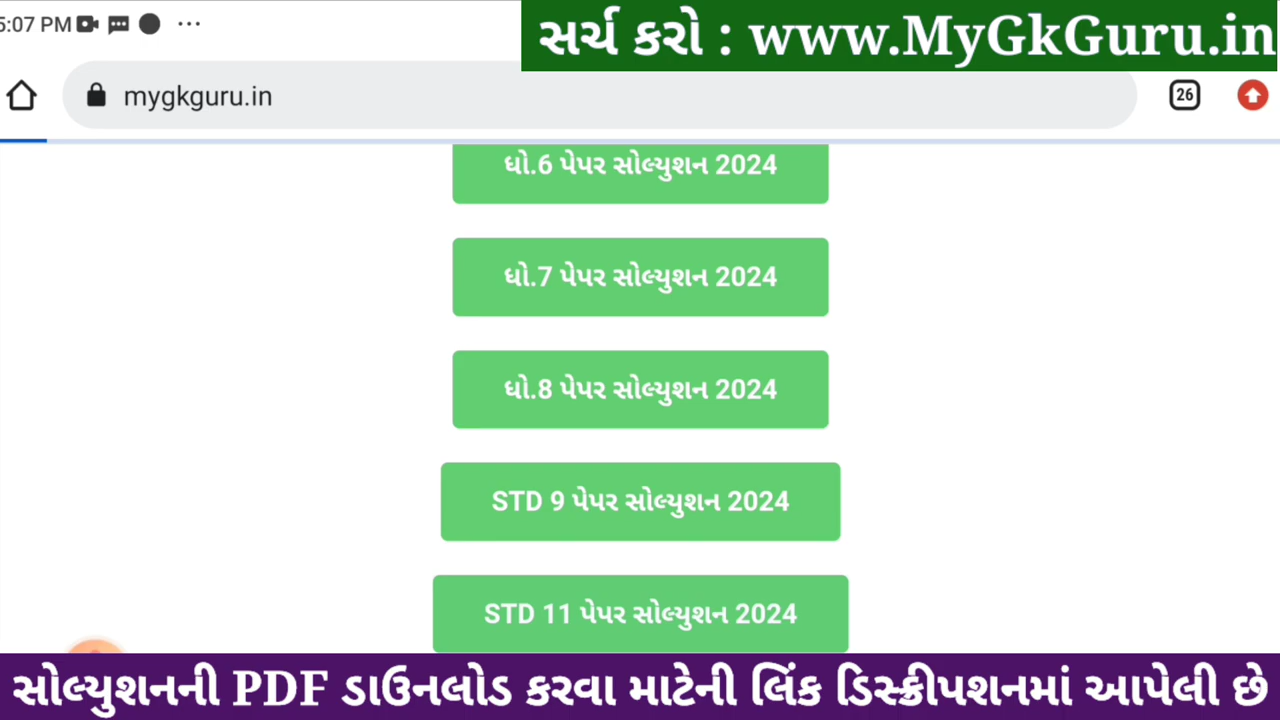 5:07 PM
સર્ચ કરો : www.MyGkGuru.in
mygkguru.in
26
ધો.6 પેપર સોલ્યુશન 2024
ધો.7 પેપર સોલ્યુશન 2024
ધો.8 પેપર સોલ્યુશન 2024
STD 9 પેપર સોલ્યુશન 2024
STD 11 પેપર સોલ્યુશન 2024
સોલ્યુશનની PDF ડાઉનલોડ કરવા માટેની લિંક ડિસ્ક્રીપશનમાં આપેલી છે